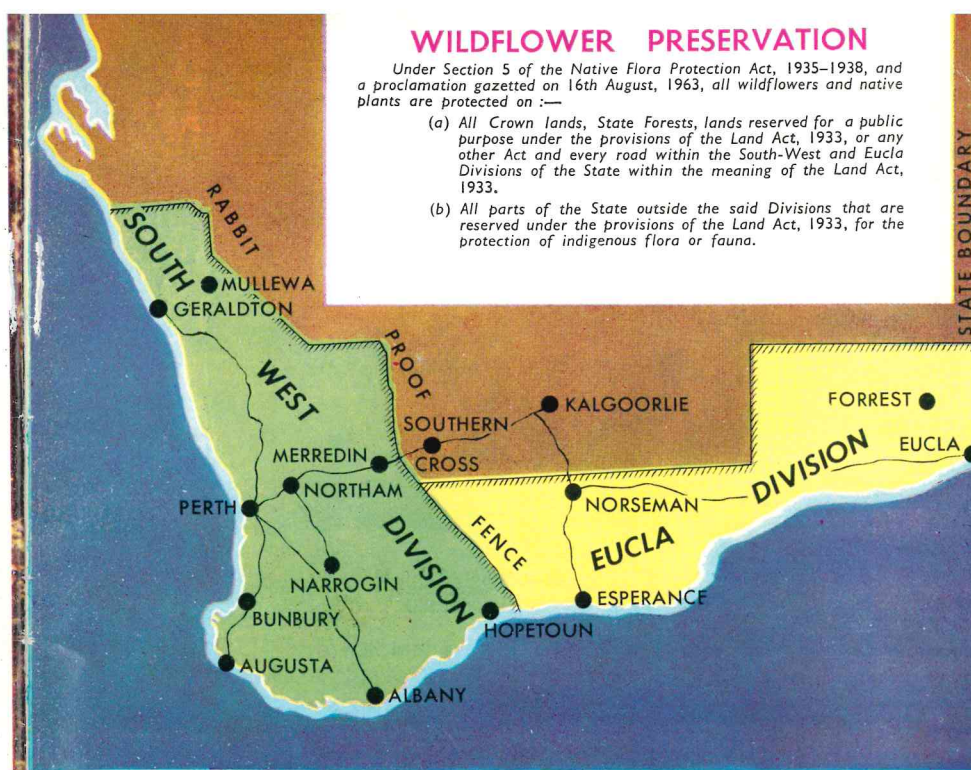 WILDFLOWER PRESERVATION
Under Section 5 of the Native Flora Protection Act, 1935–1938, and
a proclamation gazetted on 16th August, 1963, all wildflowers and native
plants are protected on :—
(a) All Crown lands, State Forests, lands reserved for a public
purpose under the provisions of the Land Act, 1933, or any
other Act and every road within the South-West and Eucla
Divisions of the State within the meaning of the Land Act,
1933.
(b) All parts of the State outside the said Divisions that are
reserved under the provisions of the Land Act, 1933, for the
protection of indigenous flora or fauna.
STATE BOUNDARY
RABBIT
PROOF
FENCE
SOUTH
WEST
DIVISION
MULLEWA
GERALDTON
KALGOORLIE
SOUTHERN
CROSS
MERREDIN
NORTHAM
PERTH
NARROGIN
BUNBURY
AUGUSTA
ALBANY
HOPETOUN
ESPERANCE
NORSEMAN
EUCLA
DIVISION
FORREST
EUCLA